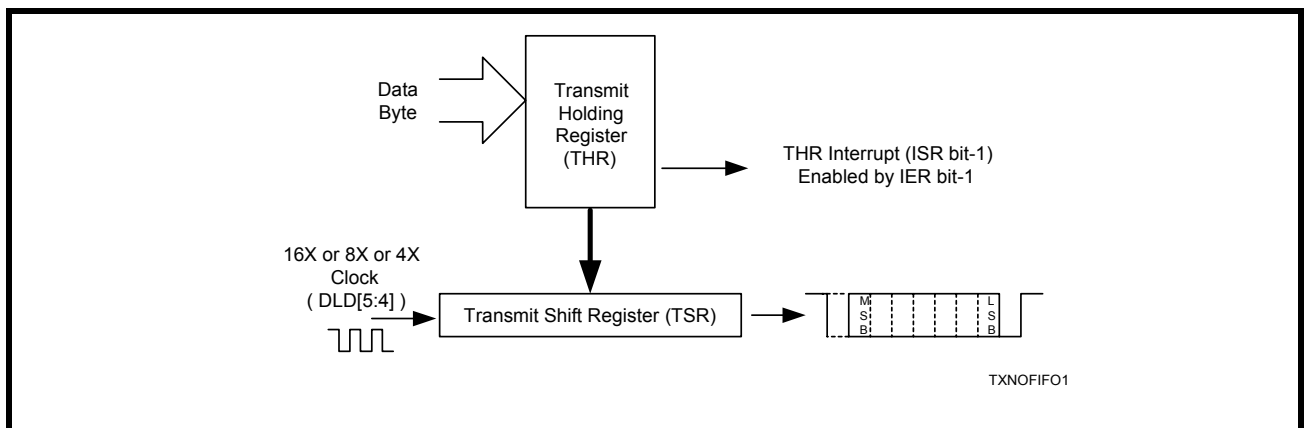 Data
Byte
Transmit
Holding
Register
(THR)
THR Interrupt (ISR bit-1)
Enabled by IER bit-1
16X or 8X or 4X
Clock
( DLD[5:4] )
Transmit Shift Register (TSR)
M
S
B
L
S
B
TXNOFIFO1